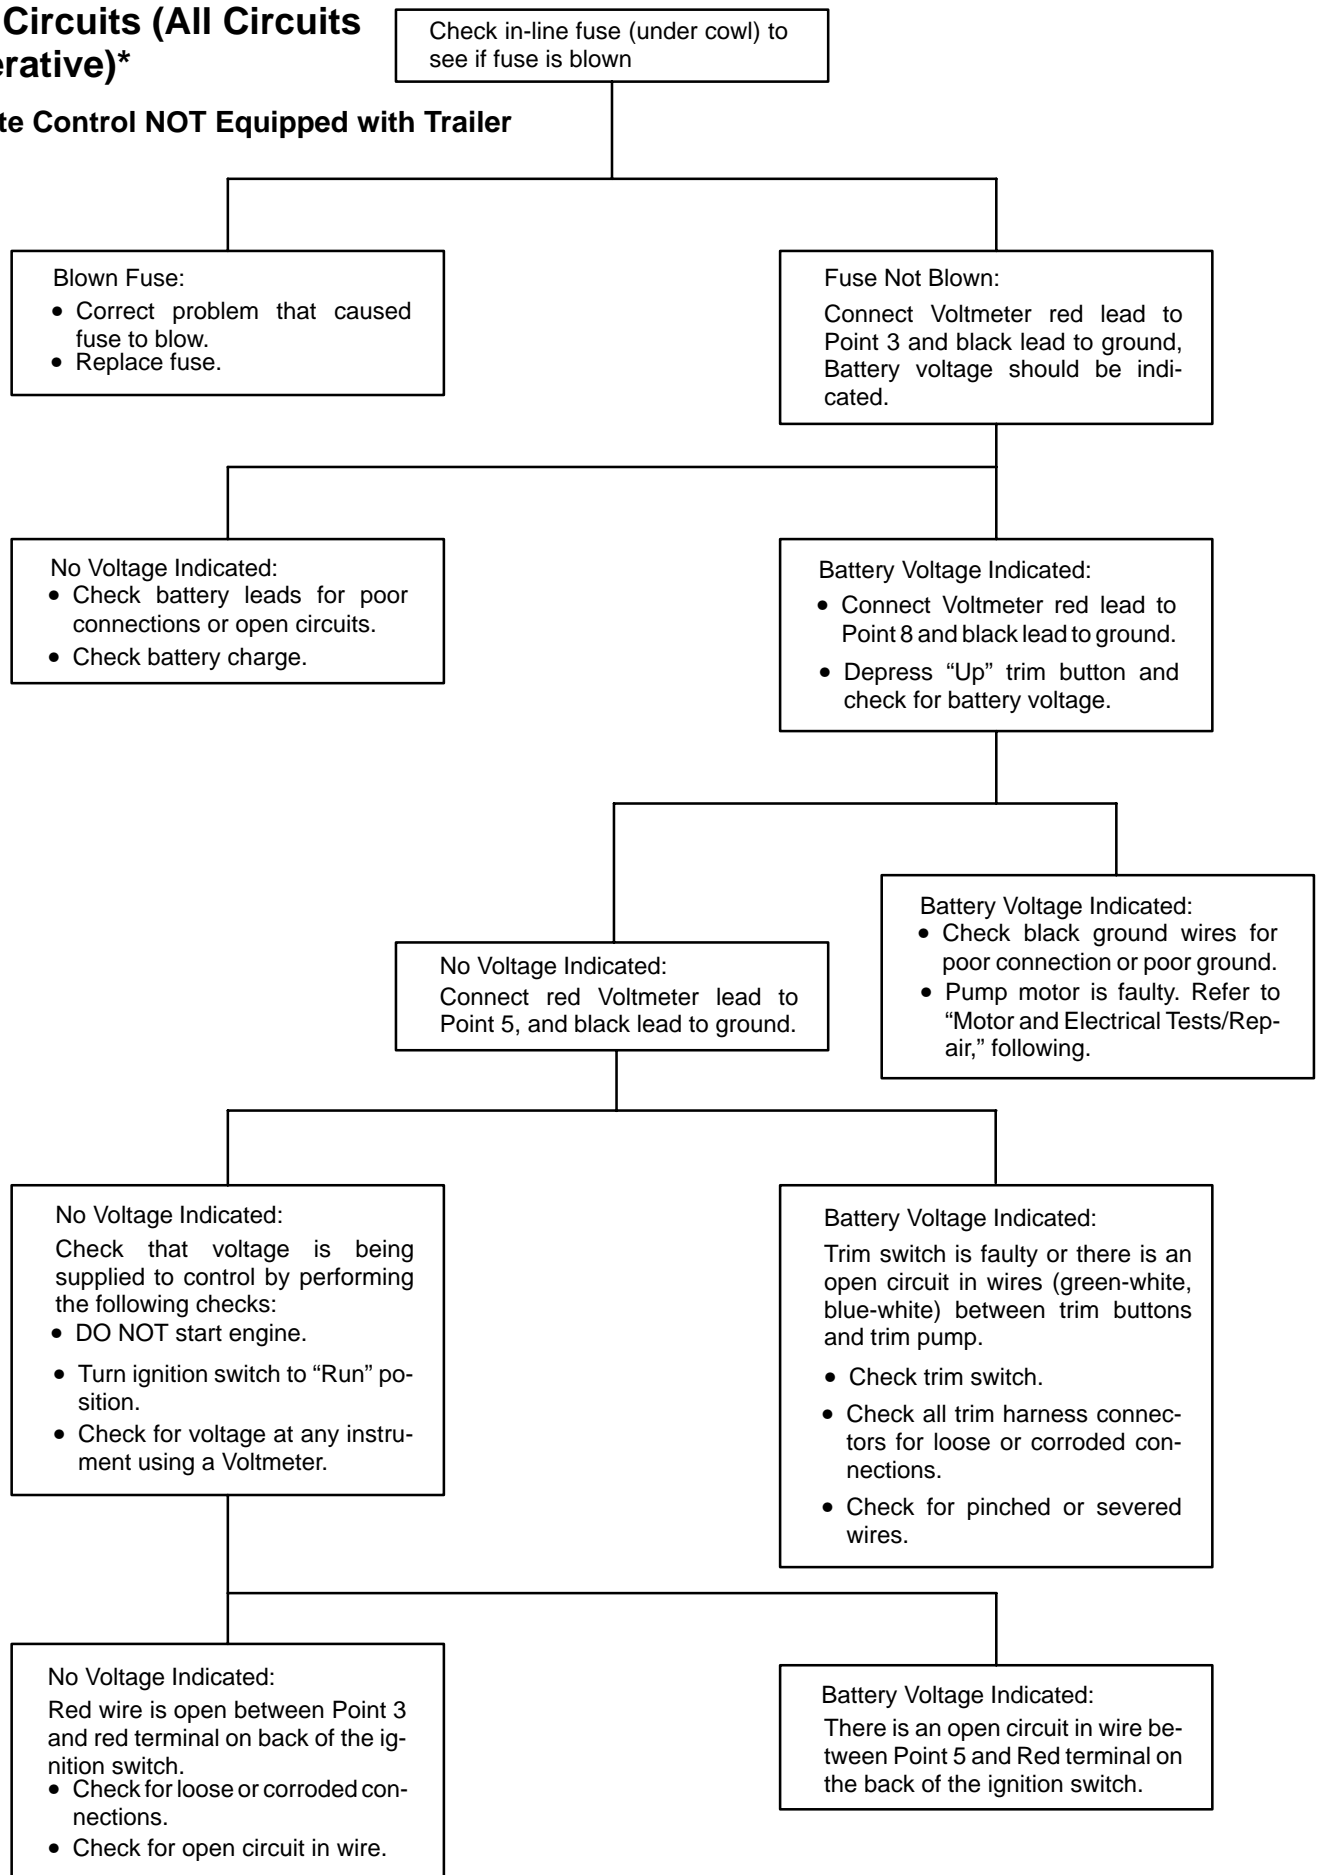 Circuits (All Circuits
erative)*
te Control NOT Equipped with Trailer
Check in-line fuse (under cowl) to
see if fuse is blown
Blown Fuse:
• Correct problem that caused
fuse to blow.
• Replace fuse.
Fuse Not Blown:
Connect Voltmeter red lead to
Point 3 and black lead to ground,
Battery voltage should be indi-
cated.
No Voltage Indicated:
• Check battery leads for poor
connections or open circuits.
• Check battery charge.
Battery Voltage Indicated:
• Connect Voltmeter red lead to
Point 8 and black lead to ground.
• Depress “Up” trim button and
check for battery voltage.
Battery Voltage Indicated:
• Check black ground wires for
poor connection or poor ground.
• Pump motor is faulty. Refer to
“Motor and Electrical Tests/Rep-
air,” following.
No Voltage Indicated:
Connect red Voltmeter lead to
Point 5, and black lead to ground.
No Voltage Indicated:
Check that voltage is being
supplied to control by performing
the following checks:
• DO NOT start engine.
• Turn ignition switch to “Run” po-
sition.
• Check for voltage at any instru-
ment using a Voltmeter.
Battery Voltage Indicated:
Trim switch is faulty or there is an
open circuit in wires (green-white,
blue-white) between trim buttons
and trim pump.
• Check trim switch.
• Check all trim harness connec-
tors for loose or corroded con-
nections.
• Check for pinched or severed
wires.
No Voltage Indicated:
Red wire is open between Point 3
and red terminal on back of the ig-
nition switch.
• Check for loose or corroded con-
nections.
• Check for open circuit in wire.
Battery Voltage Indicated:
There is an open circuit in wire be-
tween Point 5 and Red terminal on
the back of the ignition switch.